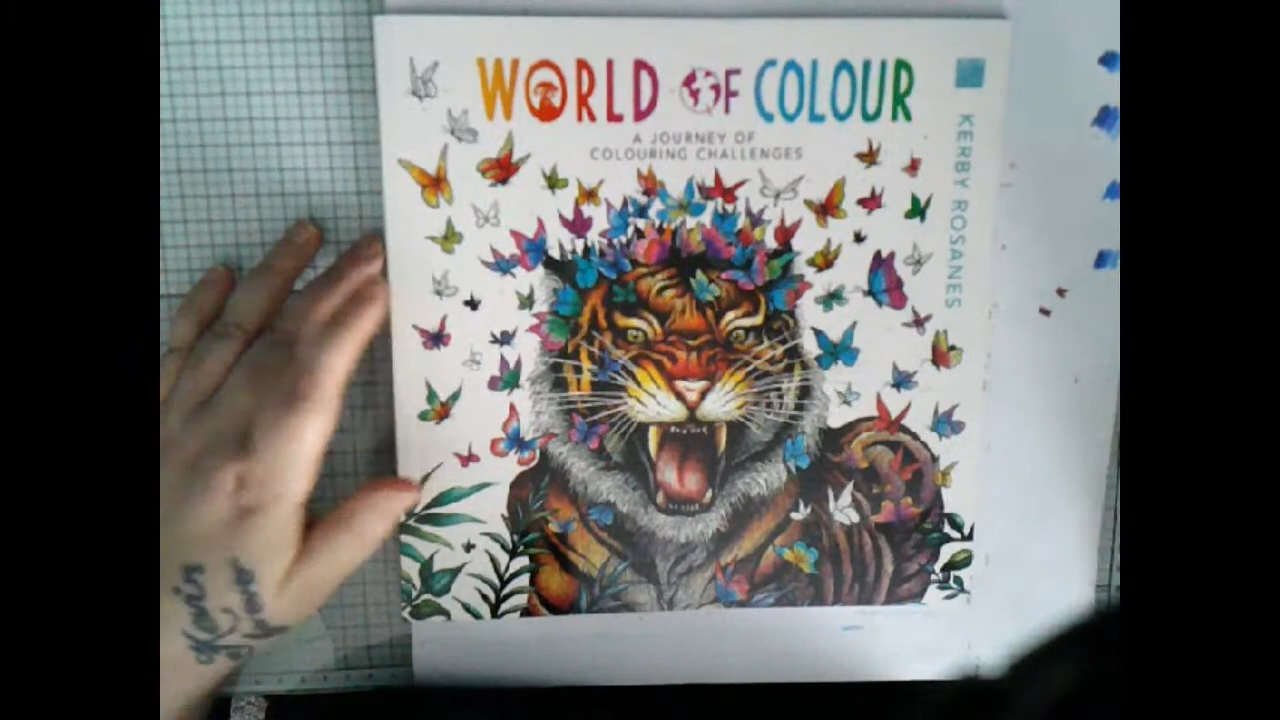 WORLD OF COLOUR
A JOURNEY OF
COLOURING CHALLENGES
KERBY ROSANES